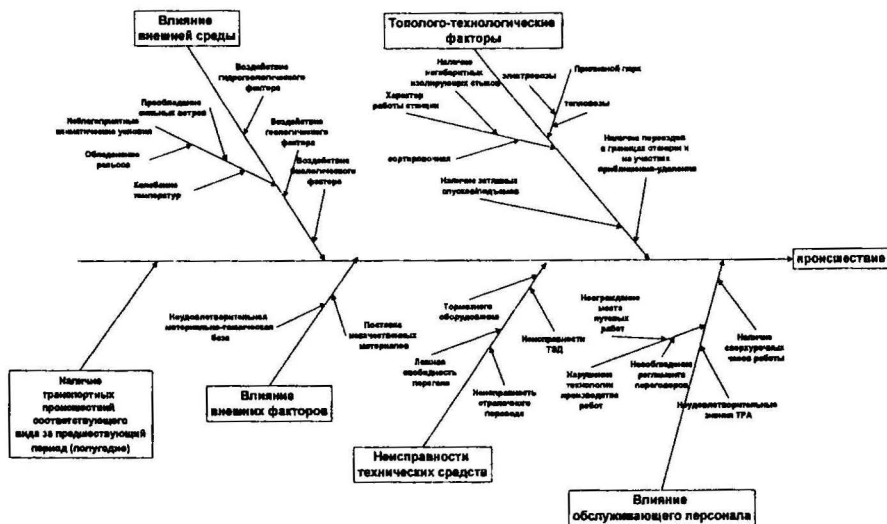 Влияние
внешней среды
Тополого-технологические
факторы
Воздействие
гидрогеологического
фактора
Преобладание
сильных ветров
Неблагоприятные
климатические условия
Обледенение
рельсов
Колебание
температур
Воздействие
геологического
фактора
Воздействие
биологического
фактора
Наличие
негабаритных
изолирующих стыков
электровозы
Приемный парк
тепловозы
Характер
работы станции
сортировочная
Наличие затяжных
спусков/подъемов
Наличие переездов
в границах станции и
на участках
приближения-удаления
происшествие
Неудовлетворительная
материально-техническая
база
Поставка
некачественных
материалов
Тормозного
оборудования
Неисправности
ТВД
Ложная
свободность
перегона
Неисправность
стрелочного
перевода
Неограждение места
путевых
работ
Нарушение
технологии
производства
работ
Несоблюдение
регламента
переговоров
Наличие
сверхурочных
часов работы
Неудовлетворительные
знания ТРА
Наличие
транспортных
происшествий
соответствующего
вида за предшествующий
период (полугодие)
Влияние
внешних факторов
Неисправности
технических средств
Влияние
обслуживающего персонала